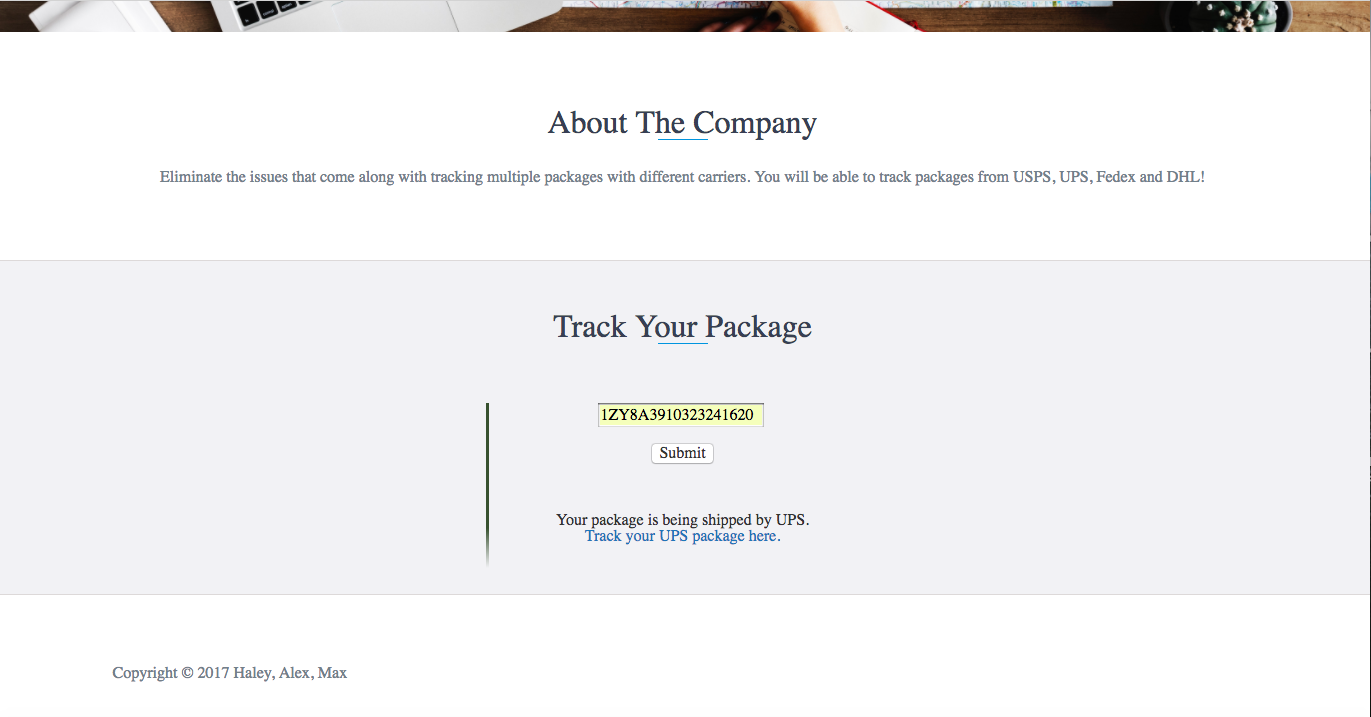 About The Company
Eliminate the issues that come along with tracking multiple packages with different carriers. You will be able to track packages from USPS, UPS, Fedex and DHL!
Track Your Package
1ZY8A3910323241620
Submit
Your package is being shipped by UPS.
Track your UPS package here.
Copyright © 2017 Haley, Alex, Max